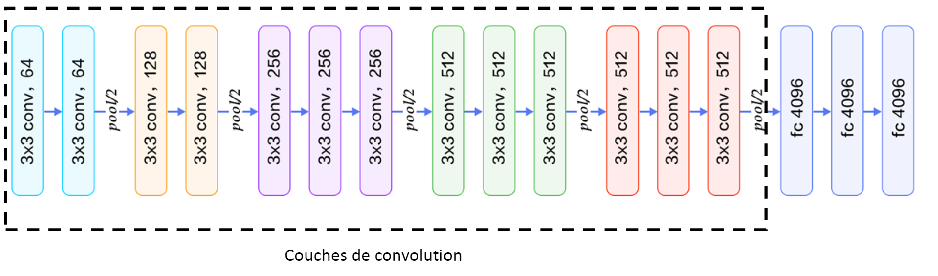 3x3 conv, 64
3x3 conv, 64
pool/2
3x3 conv, 128
3x3 conv, 128
pool/2
3x3 conv, 256
3x3 conv, 256
3x3 conv, 256
pool/2
3x3 conv, 512
3x3 conv, 512
3x3 conv, 512
pool/2
3x3 conv, 512
3x3 conv, 512
3x3 conv, 512
pool/2
fc 4096
fc 4096
fc 4096
Couches de convolution